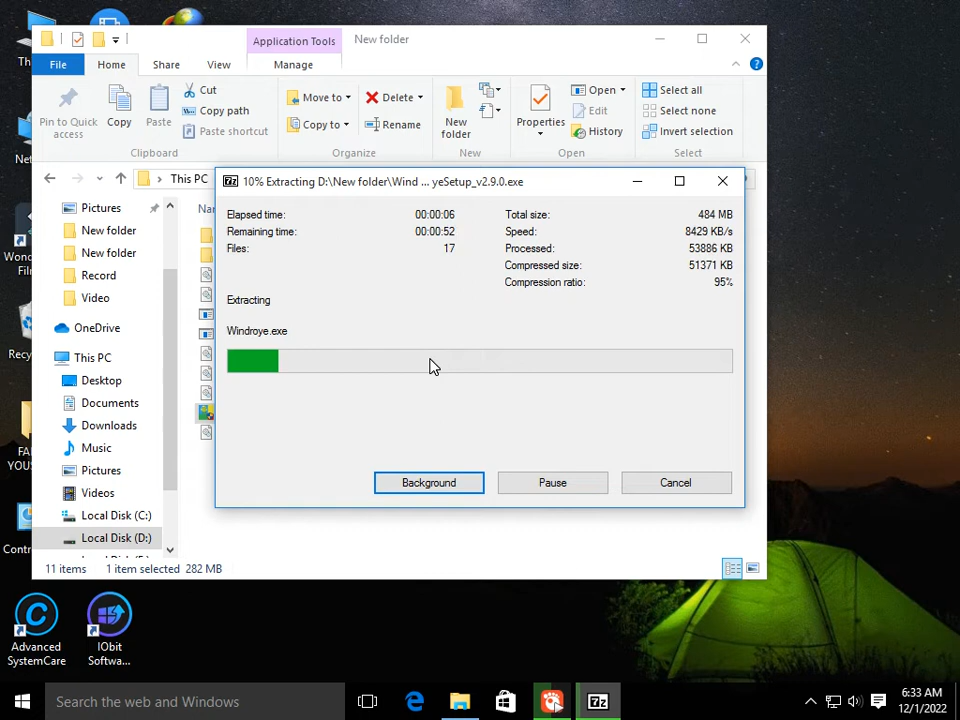 Application Tools
New folder
File
Home
Share
View
Manage
Pin to Quick
access
Copy
Paste
Cut
Copy path
Paste shortcut
Clipboard
Move to
Copy to
Delete
Rename
Organize
New
folder
New
Properties
Open
Edit
History
Open
Select all
Select none
Invert selection
Select
This PC
10% Extracting D:\New folder\Wind ... yeSetup_v2.9.0.exe
Elapsed time:
00:00:06
Total size:
484 MB
Remaining time:
00:00:52
Speed:
8429 KB/s
Files:
17
Processed:
53886 KB
Compressed size:
51371 KB
Compression ratio:
95%
Extracting
Windroye.exe
Background
Pause
Cancel
Pictures
New folder
New folder
Record
Video
OneDrive
This PC
Desktop
Documents
Downloads
Music
Pictures
Videos
Local Disk (C:)
Local Disk (D:)
11 items
1 item selected
282 MB
Advanced
SystemCare
IObit
Softwa...
Search the web and Windows
7z
6:33 AM
12/1/2022